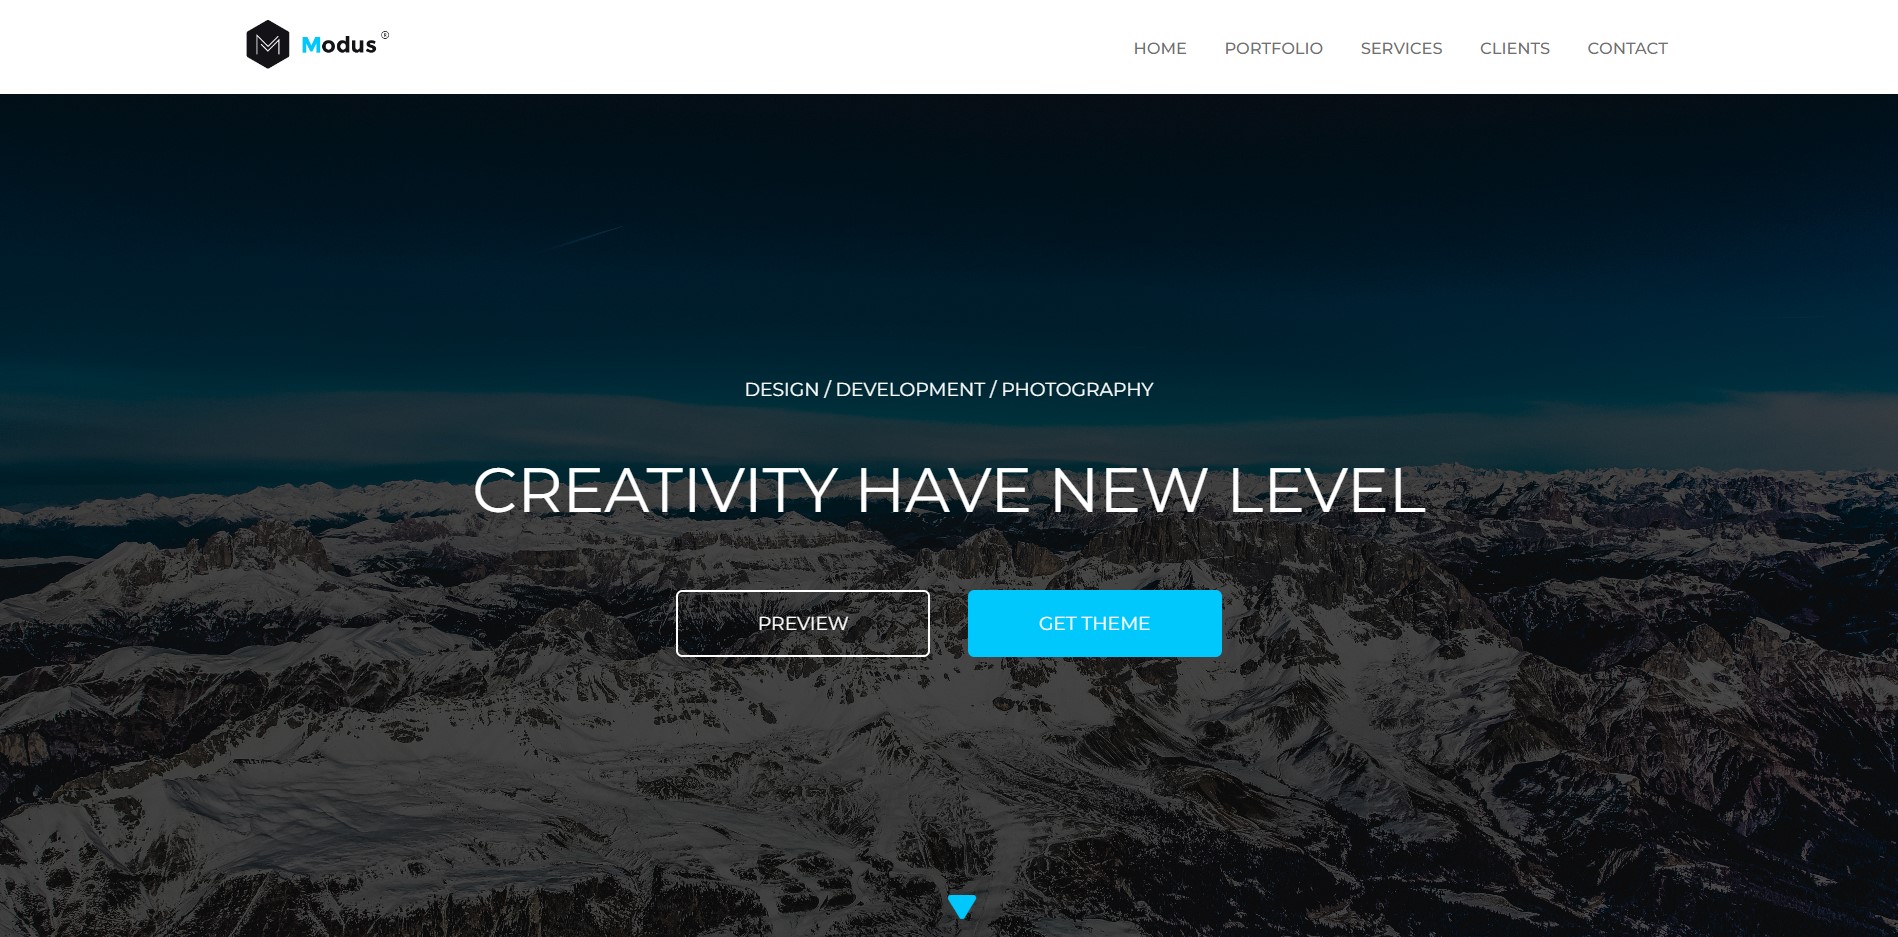 Modus ®
HOME PORTFOLIO SERVICES CLIENTS CONTACT
DESIGN / DEVELOPMENT / PHOTOGRAPHY
CREATIVITY HAVE NEW LEVEL
PREVIEW GET THEME